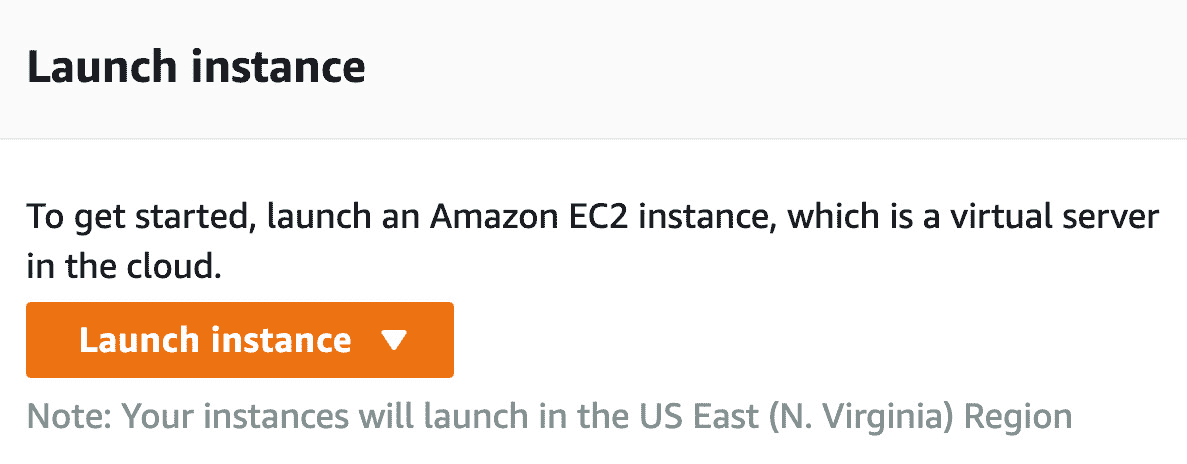 Launch instance
To get started, launch an Amazon EC2 instance, which is a virtual server
in the cloud.
Launch instance
Note: Your instances will launch in the US East (N. Virginia) Region